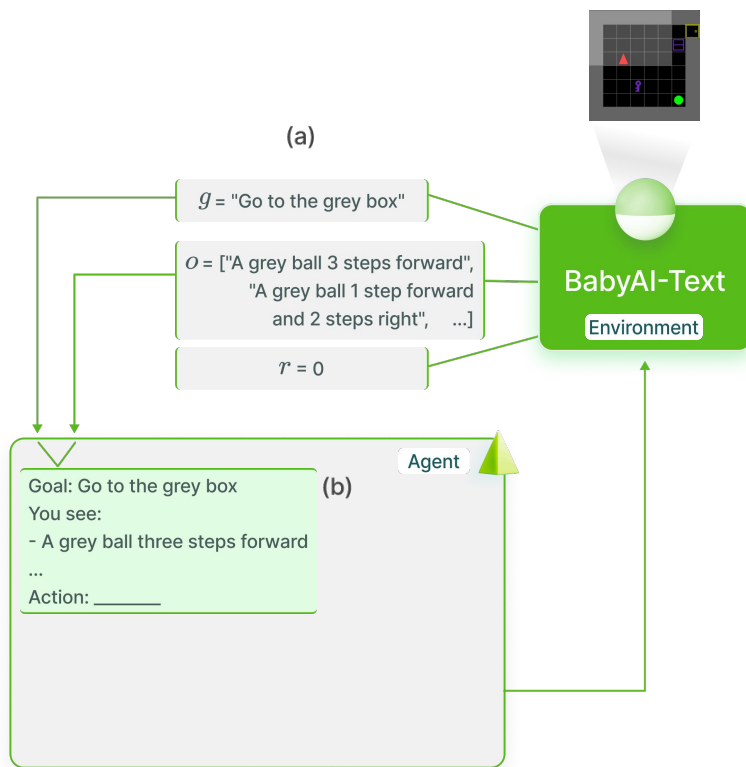 (a)
g = "Go to the grey box"
o = ["A grey ball 3 steps forward",
"A grey ball 1 step forward
and 2 steps right", ...]
r = 0
BabyAI-Text
Environment
Agent
(b)
Goal: Go to the grey box
You see:
- A grey ball three steps forward
...
Action: _______